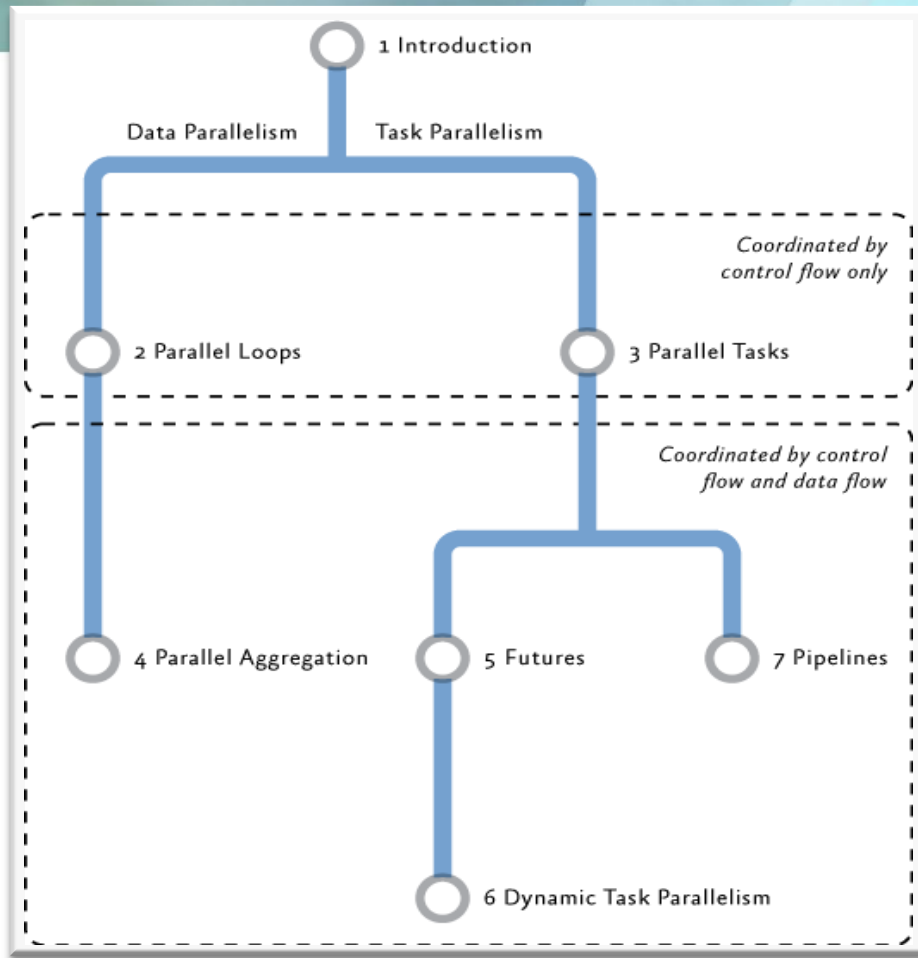 1 Introduction
Data Parallelism
Task Parallelism
Coordinated by
control flow only
2 Parallel Loops
3 Parallel Tasks
Coordinated by control
flow and data flow
4 Parallel Aggregation
5 Futures
7 Pipelines
6 Dynamic Task Parallelism